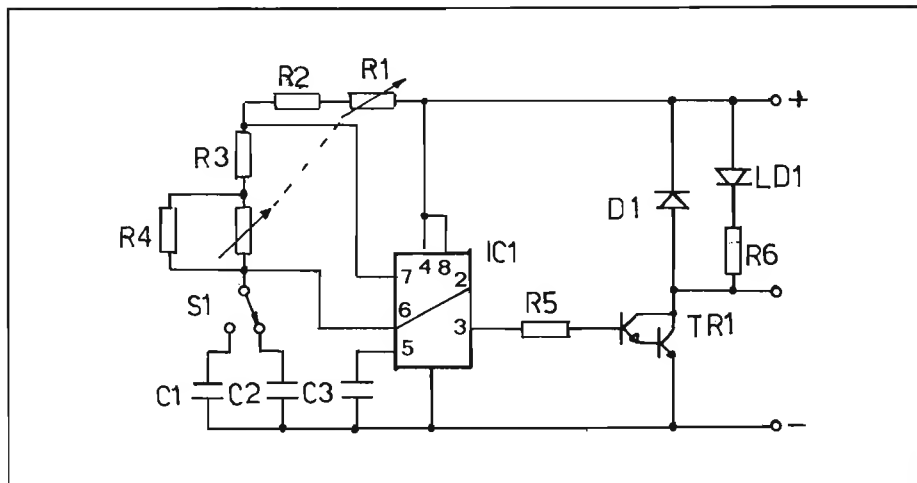 R2 R1
+
R3
D1 LD1
R4
IC1
R6
4 8
7 2
S1
6
R5
3
TR1
5
C1 C2 C3
-